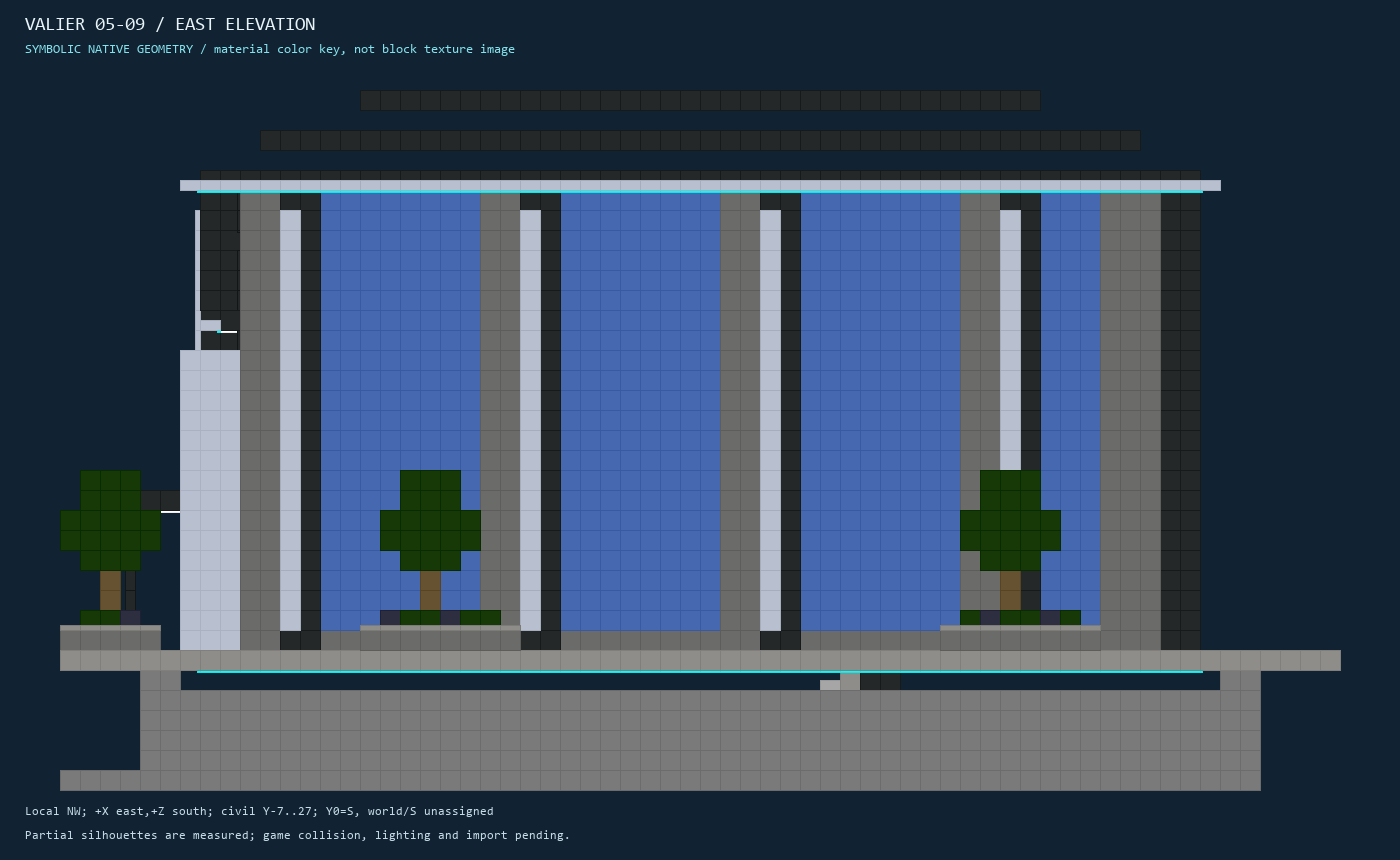 VALIER 05-09 / EAST ELEVATION
SYMBOLIC NATIVE GEOMETRY / material color key, not block texture image
Local NW; +X east,+Z south; civil Y-7..27; Y0=S, world/S unassigned
Partial silhouettes are measured; game collision, lighting and import pending.